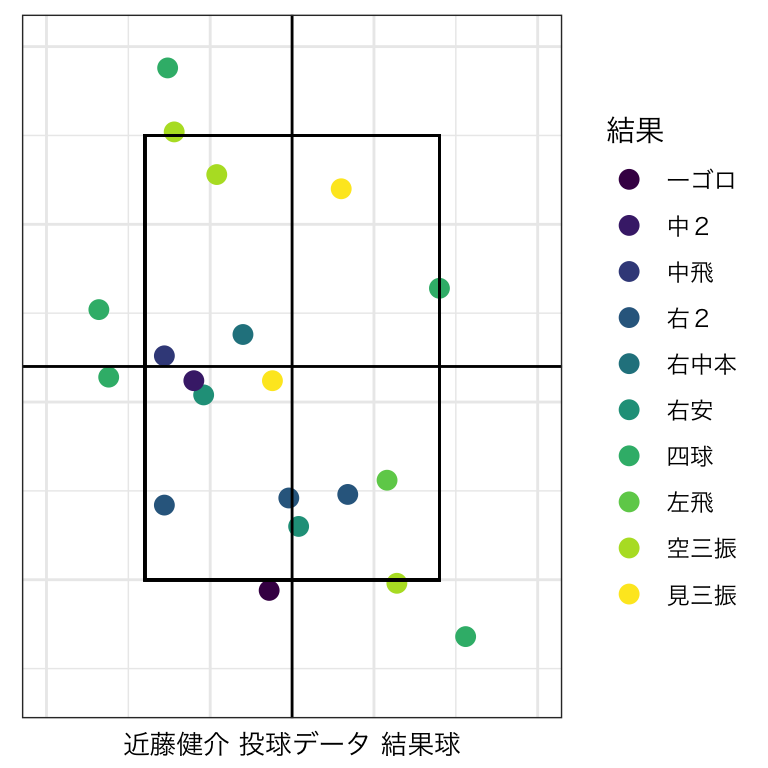 結果
一ゴロ
中２
中飛
右２
右中本
右安
四球
左飛
空三振
見三振
近藤健介 投球データ 結果球